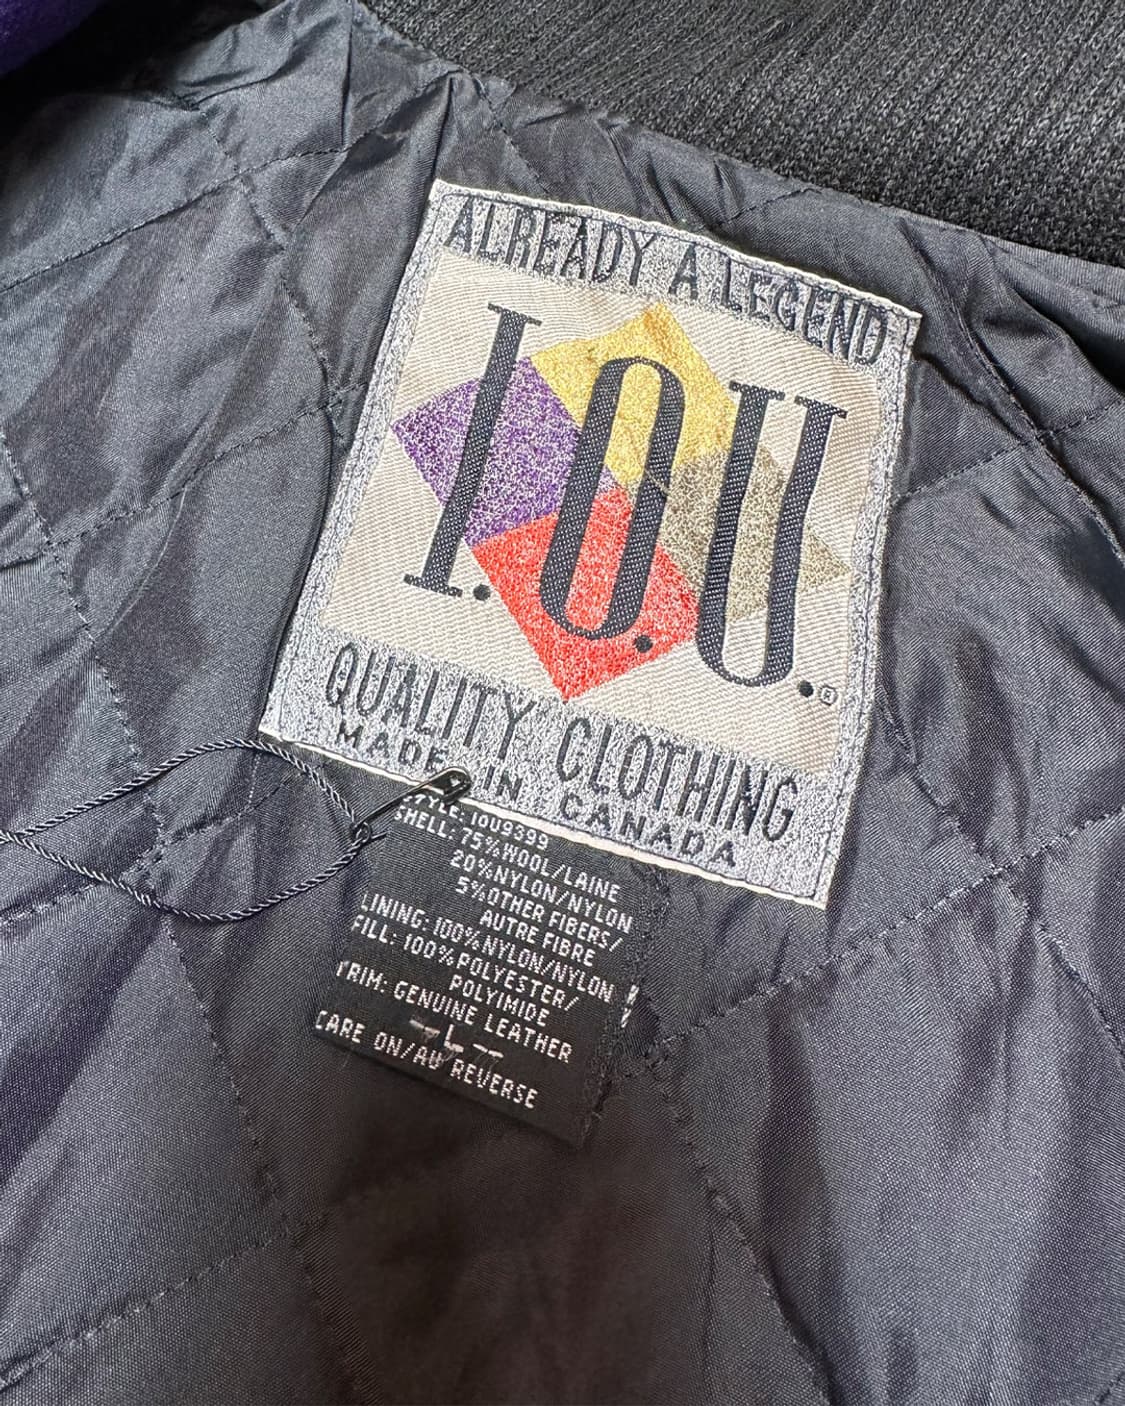 ALREADY A LEGEND
I.O.U.®
QUALITY CLOTHING
MADE IN CANADA
STYLE: IOU9399
SHELL: 75%WOOL/LAINE
20%NYLON/NYLON
5%OTHER FIBERS/
AUTRE FIBRE
LINING: 100%NYLON/NYLON
FILL: 100%POLYESTER/
POLYIMIDE
TRIM: GENUINE LEATHER
- L -
CARE ON/AU REVERSE